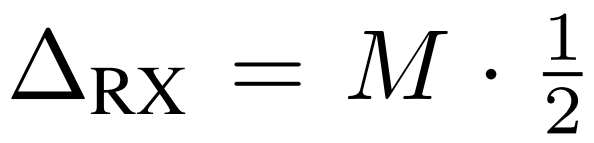 Δ_RX = M · 1/2